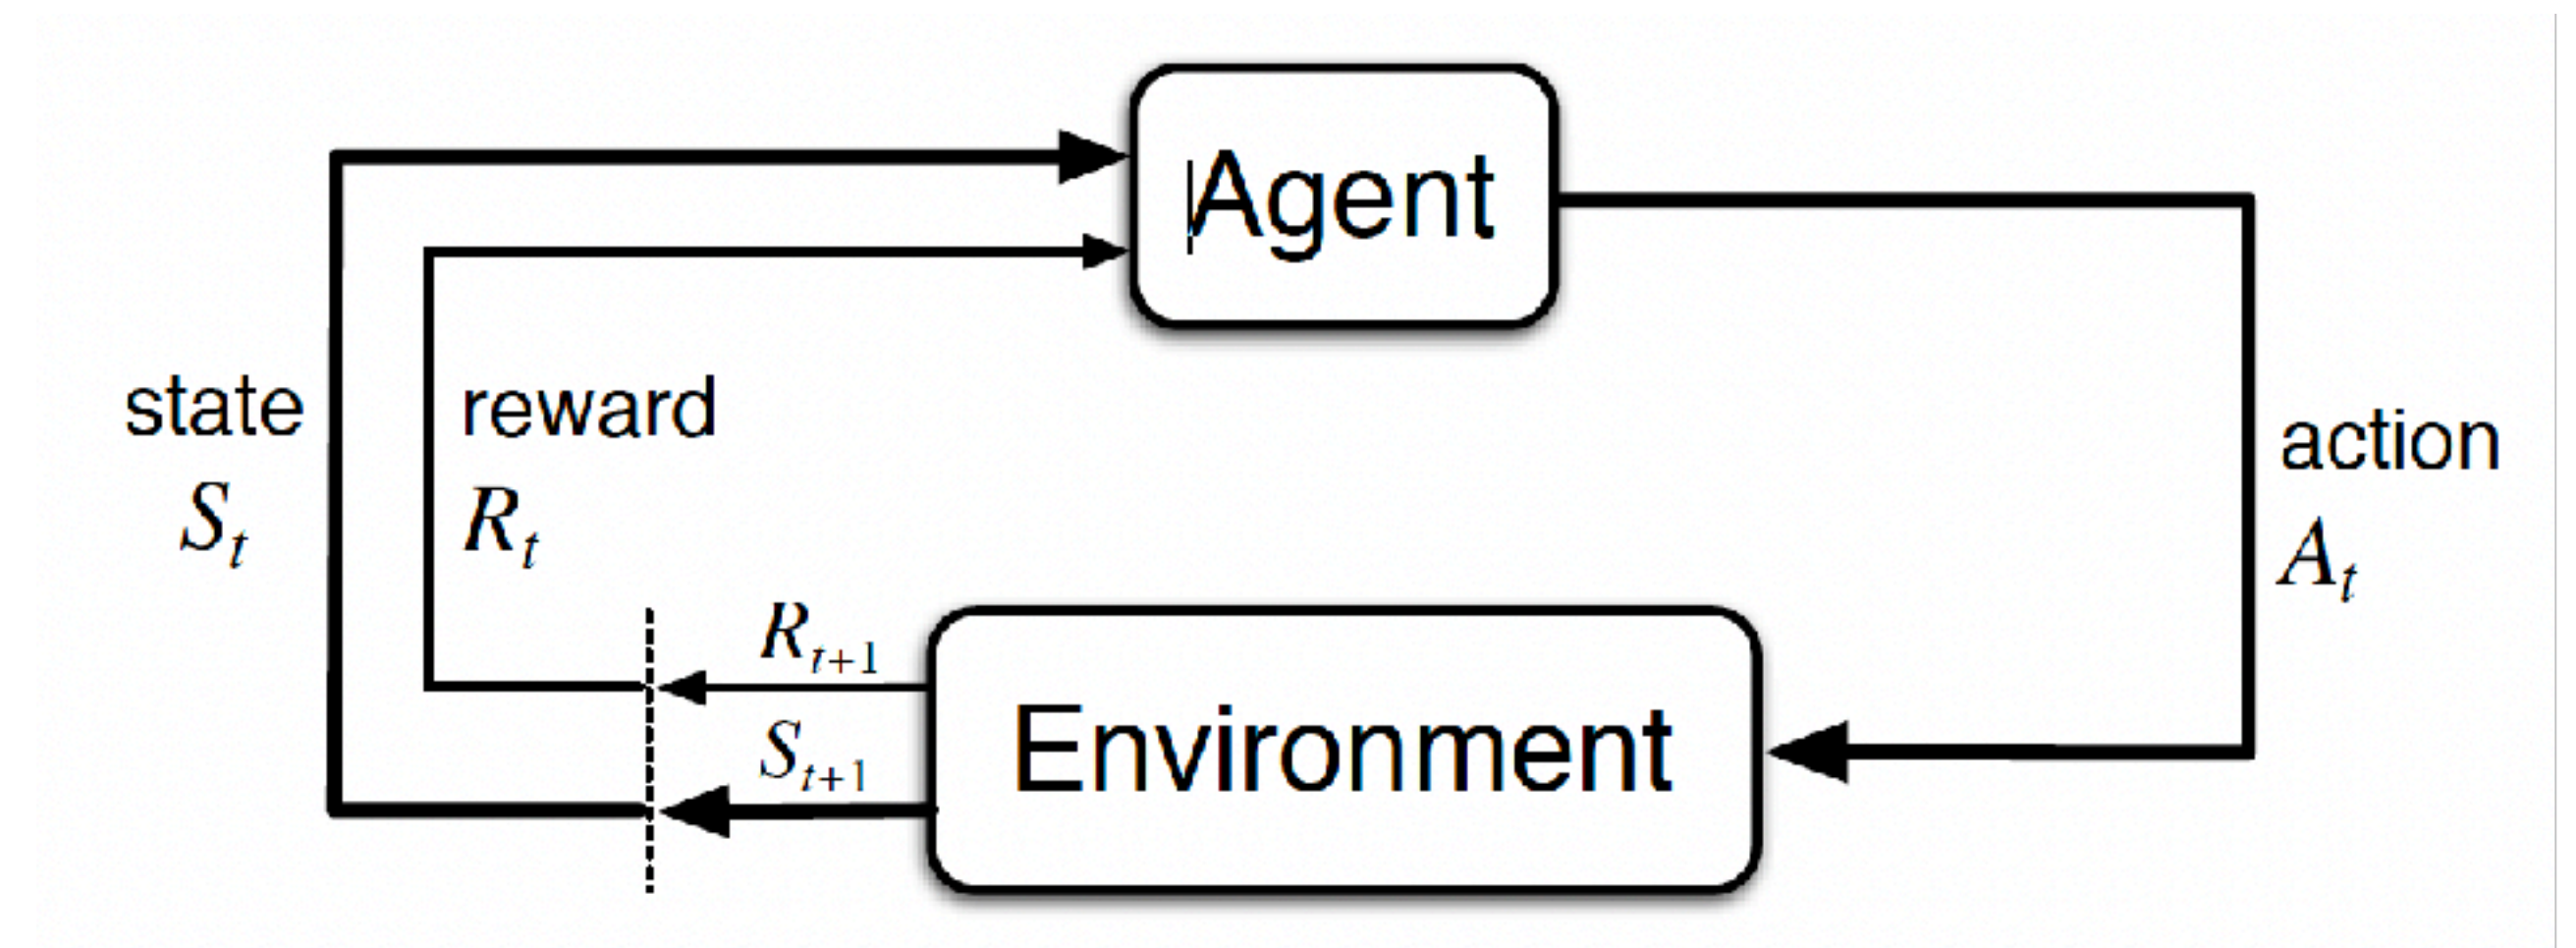 Agent
state
S_t
reward
R_t
action
A_t
R_{t+1}
S_{t+1}
Environment